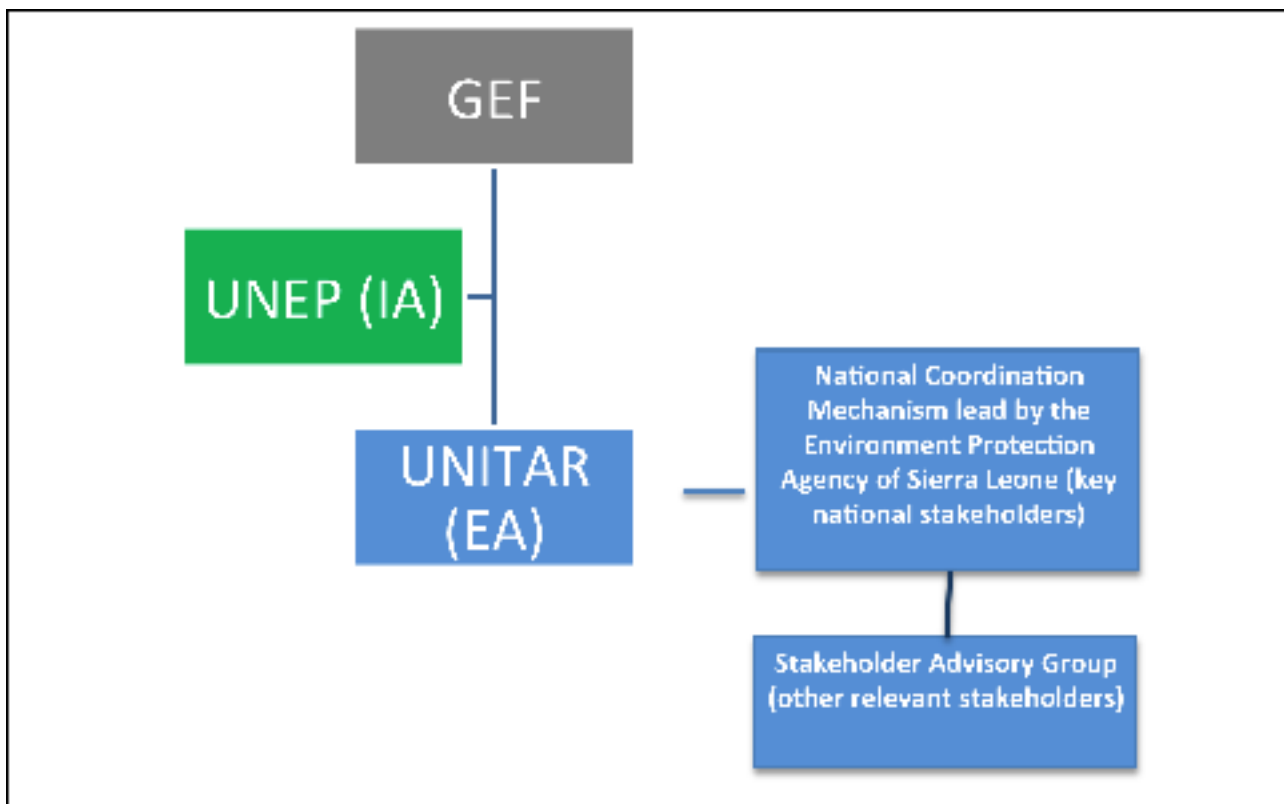 GEF
UNEP (IA)
UNITAR
(EA)
National Coordination
Mechanism lead by the
Environment Protection
Agency of Sierra Leone (key
national stakeholders)
Stakeholder Advisory Group
(other relevant stakeholders)